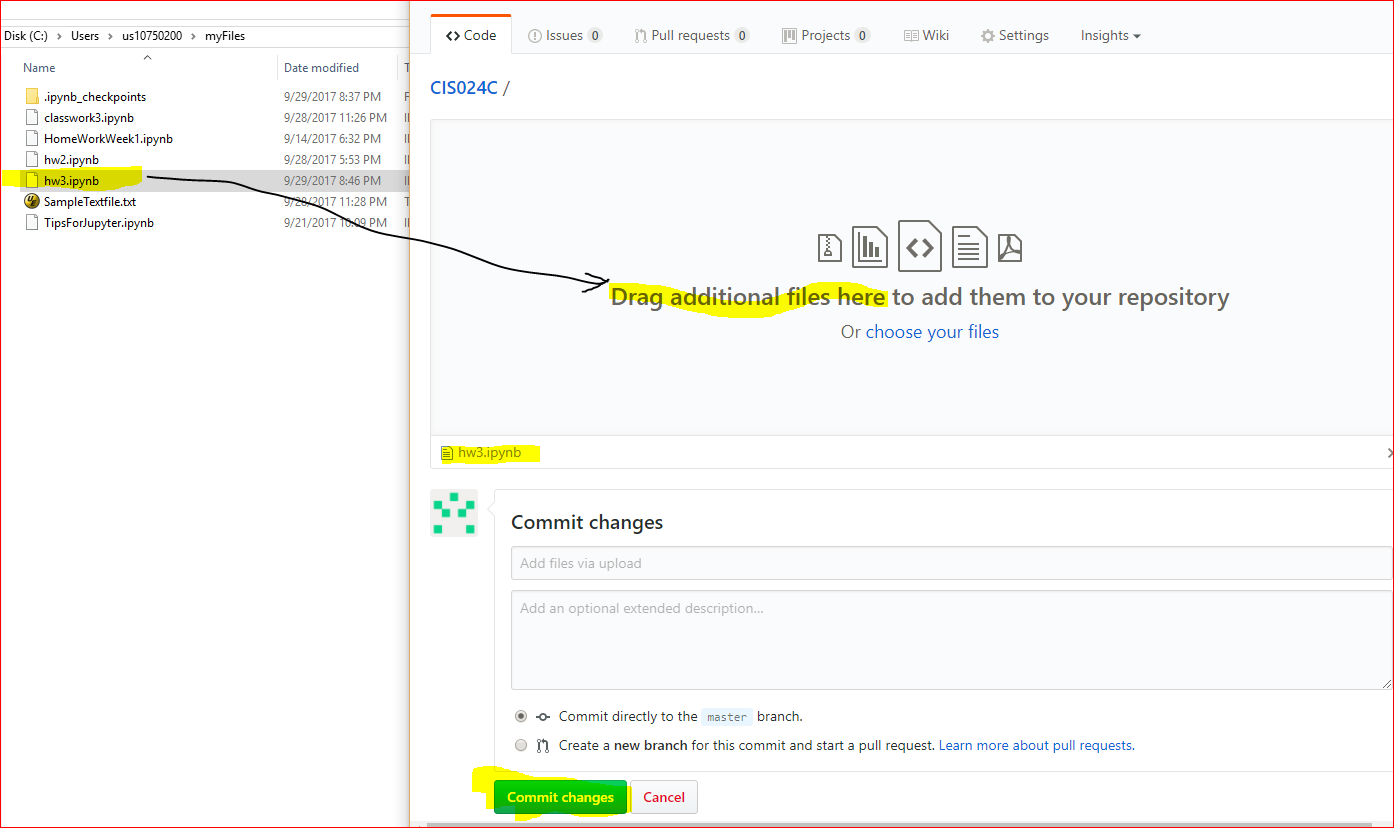 Disk (C:) > Users > us10750200 > myFiles
Name Date modified T
.ipynb_checkpoints 9/29/2017 8:37 PM F
classwork3.ipynb 9/28/2017 11:26 PM
HomeWorkWeek1.ipynb 9/14/2017 6:32 PM
hw2.ipynb 9/28/2017 5:53 PM
hw3.ipynb 9/29/2017 8:46 PM
SampleTextfile.txt 9/28/2017 11:28 PM T
TipsForJupyter.ipynb 9/21/2017 10:09 PM
Code Issues 0 Pull requests 0 Projects 0 Wiki Settings Insights
CIS024C /
Drag additional files here to add them to your repository
Or choose your files
hw3.ipynb
Commit changes
Add files via upload
Add an optional extended description...
Commit directly to the master branch.
Create a new branch for this commit and start a pull request. Learn more about pull requests.
Commit changes Cancel